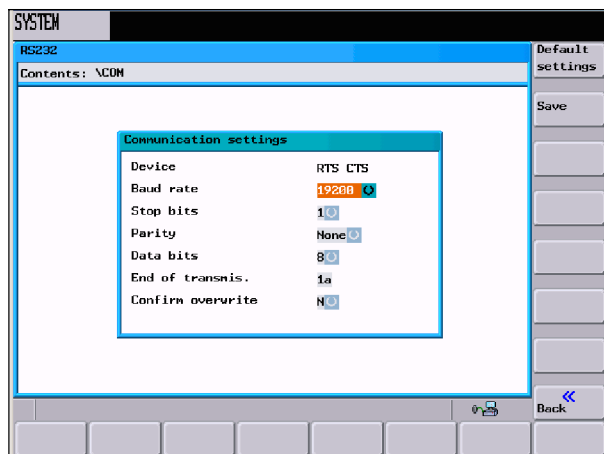 SYSTEM
RS232
Contents: \COM
Default
settings
Save
Communication settings
Device RTS CTS
Baud rate 19200
Stop bits 1
Parity None
Data bits 8
End of transmis. 1a
Confirm overwrite N
Back